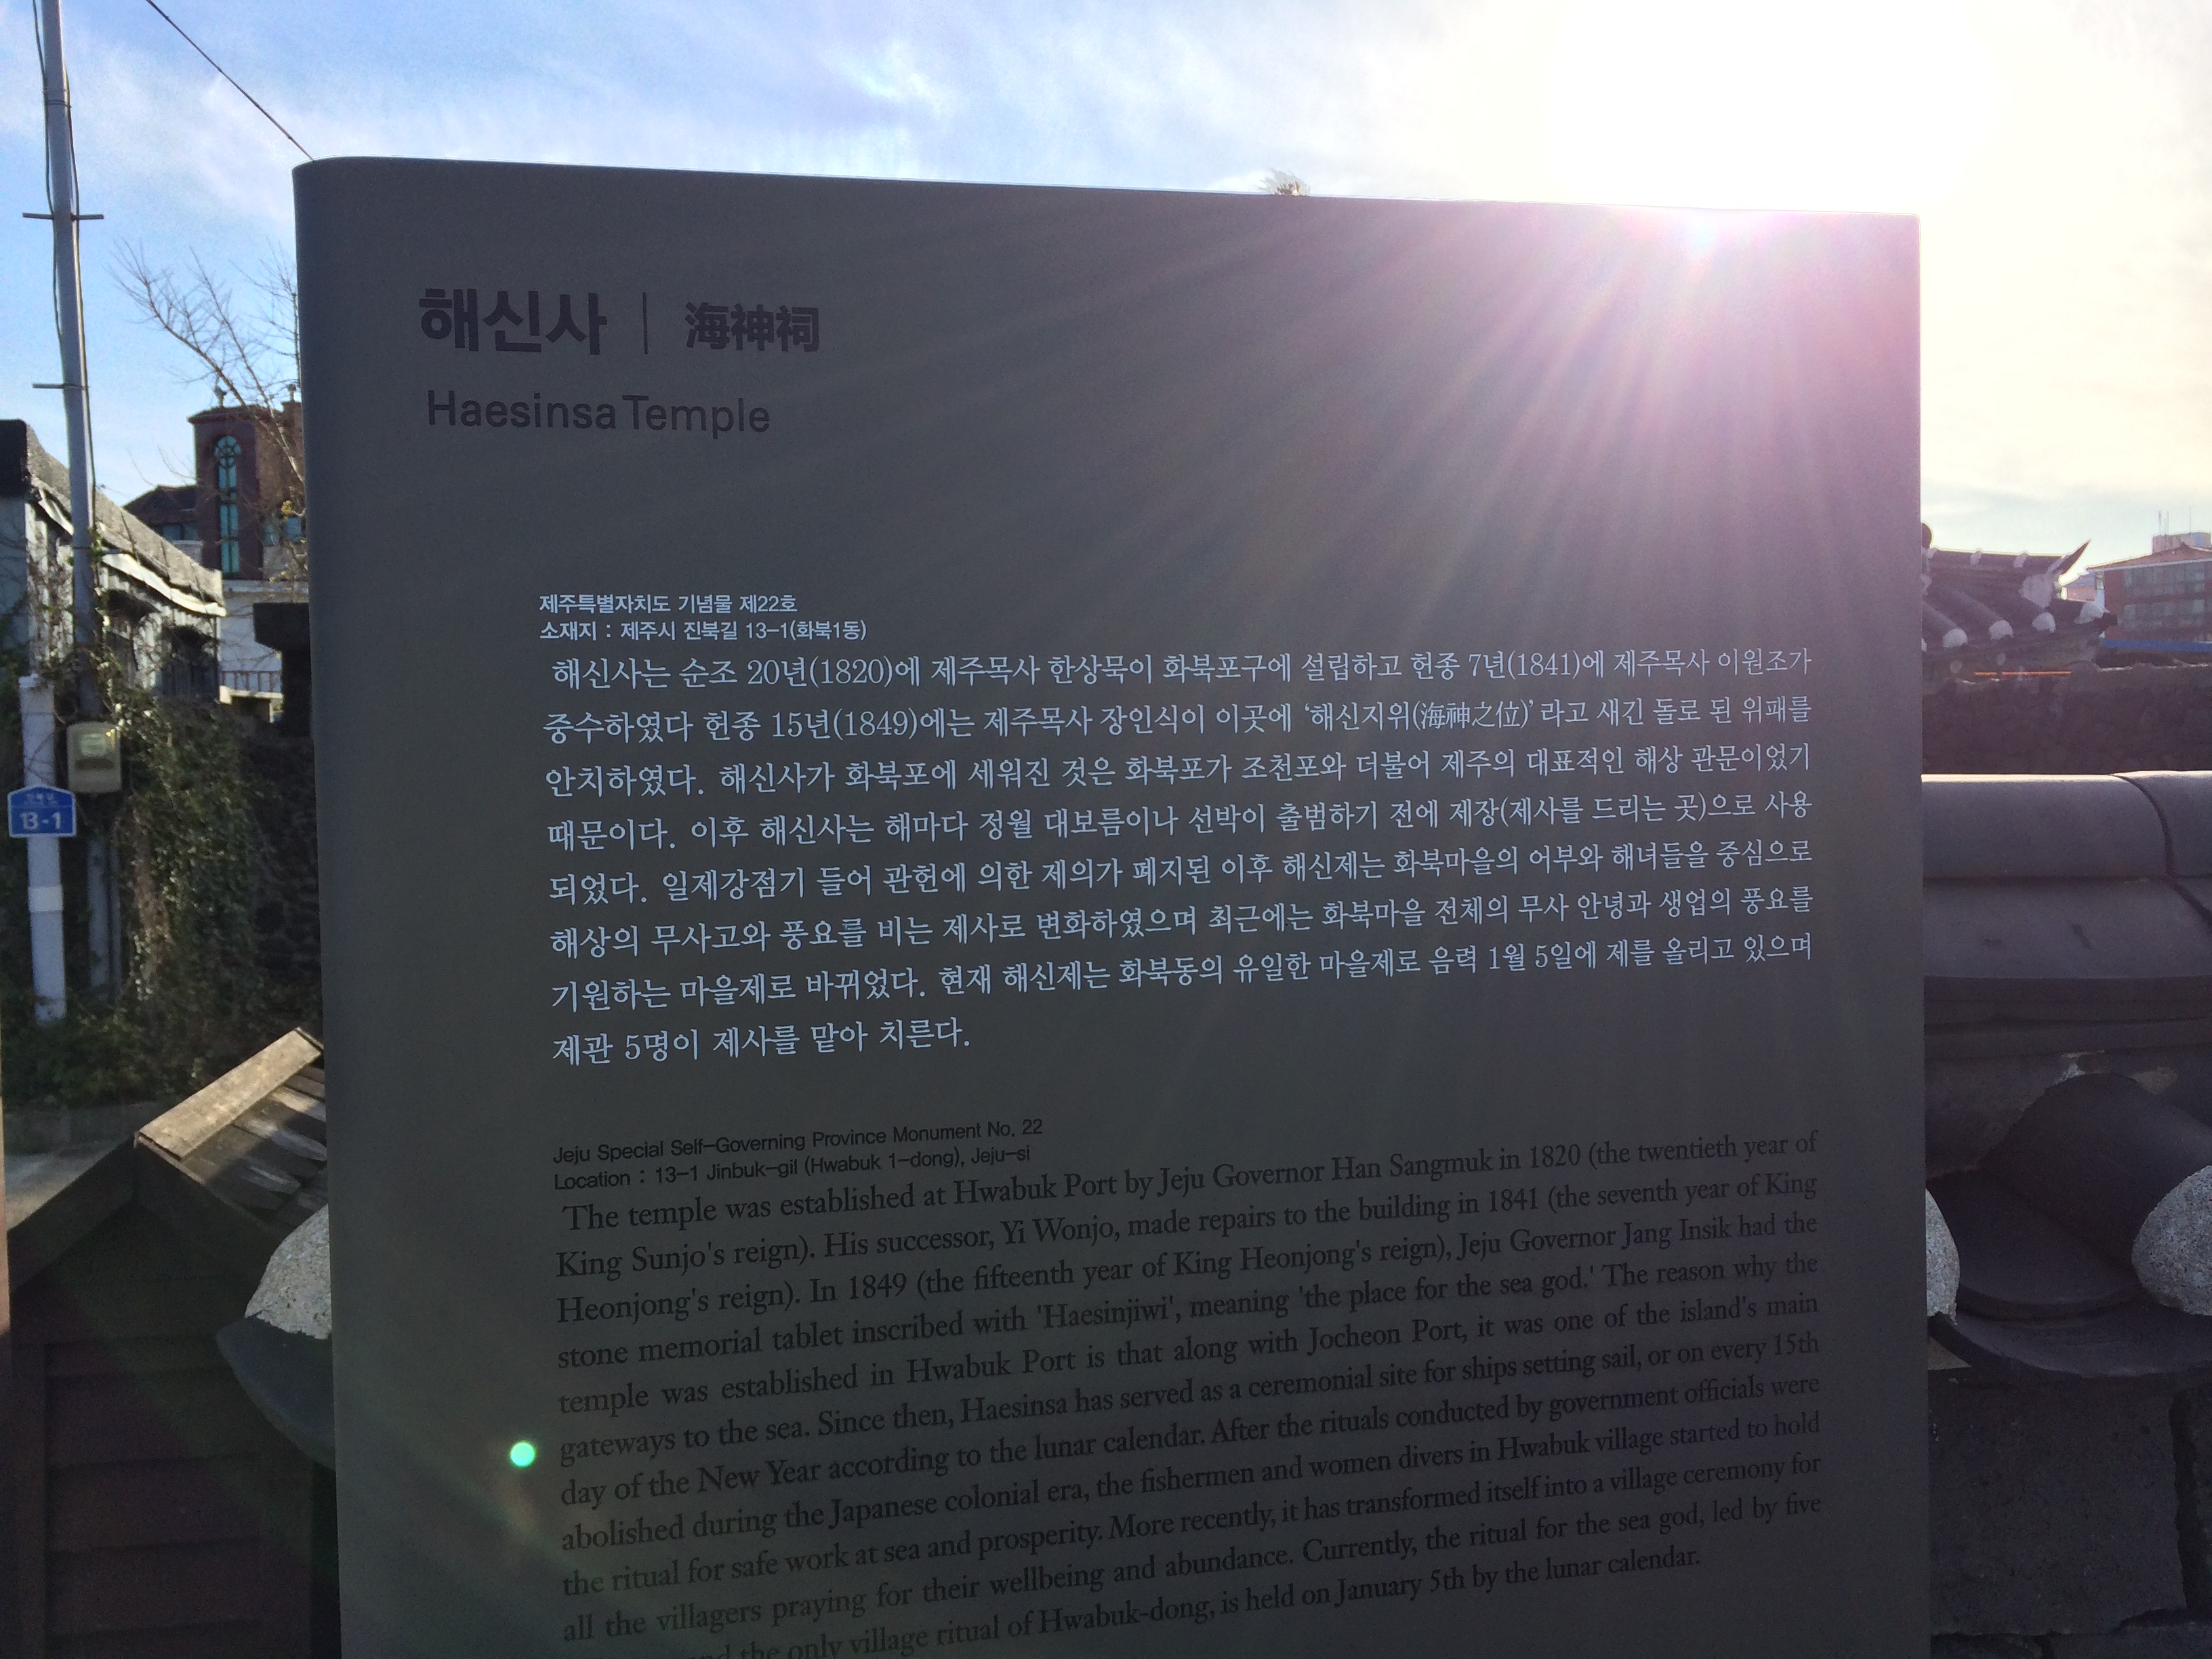 해신사 | 海神祠
Haesinsa Temple
제주특별자치도 기념물 제22호
소재지 : 제주시 진북길 13-1(화북1동)
해신사는 순조 20년(1820)에 제주목사 한상묵이 화북포구에 설립하고 헌종 7년(1841)에 제주목사 이원조가
중수하였다 헌종 15년(1849)에는 제주목사 장인식이 이곳에 ‘해신지위(海神之位)’라고 새긴 돌로 된 위패를
안치하였다. 해신사가 화북포에 세워진 것은 화북포가 조천포와 더불어 제주의 대표적인 해상 관문이었기
때문이다. 이후 해신사는 해마다 정월 대보름이나 선박이 출범하기 전에 제장(제사를 드리는 곳)으로 사용
되었다. 일제강점기 들어 관헌에 의한 제의가 폐지된 이후 해신제는 화북마을의 어부와 해녀들을 중심으로
해상의 무사고와 풍요를 비는 제사로 변화하였으며 최근에는 화북마을 전체의 무사 안녕과 생업의 풍요를
기원하는 마을제로 바뀌었다. 현재 해신제는 화북동의 유일한 마을제로 음력 1월 5일에 제를 올리고 있으며
제관 5명이 제사를 맡아 치른다.
Jeju Special Self-Governing Province Monument No. 22
Location : 13-1 Jinbuk-gil (Hwabuk 1-dong), Jeju-si
The temple was established at Hwabuk Port by Jeju Governor Han Sangmuk in 1820 (the twentieth year of
King Sunjo's reign). His successor, Yi Wonjo, made repairs to the building in 1841 (the seventh year of King
Heonjong's reign). In 1849 (the fifteenth year of King Heonjong's reign), Jeju Governor Jang Insik had the
stone memorial tablet inscribed with 'Haesinjiwi', meaning 'the place for the sea god.' The reason why the
temple was established in Hwabuk Port is that along with Jocheon Port, it was one of the island's main
gateways to the sea. Since then, Haesinsa has served as a ceremonial site for ships setting sail, or on every 15th
day of the New Year according to the lunar calendar. After the rituals conducted by government officials were
abolished during the Japanese colonial era, the fishermen and women divers in Hwabuk village started to hold
the ritual for safe work at sea and prosperity. More recently, it has transformed itself into a village ceremony for
all the villagers praying for their wellbeing and abundance. Currently, the ritual for the sea god, led by five
the only village ritual of Hwabuk-dong, is held on January 5th by the lunar calendar.
13-1